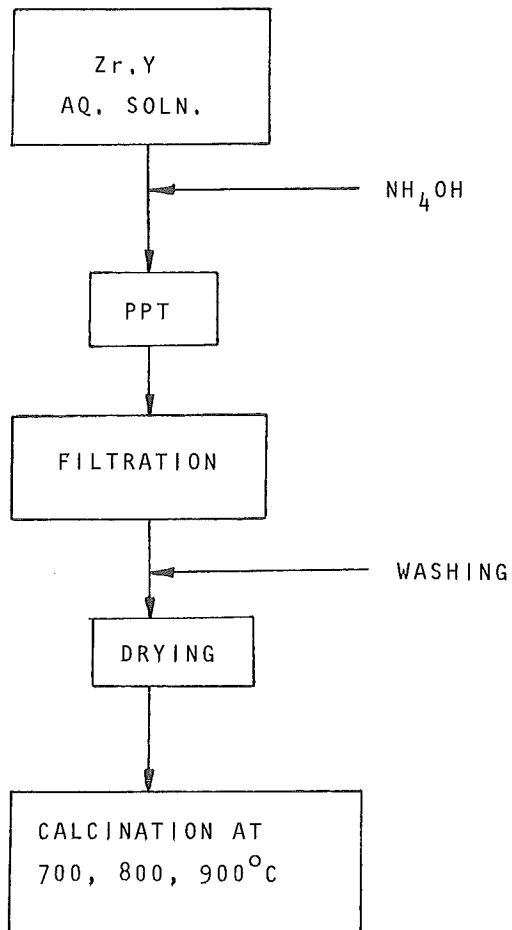 Zr,Y
AQ. SOLN.
NH4OH
PPT
FILTRATION
WASHING
DRYING
CALCINATION AT
700, 800, 900°C